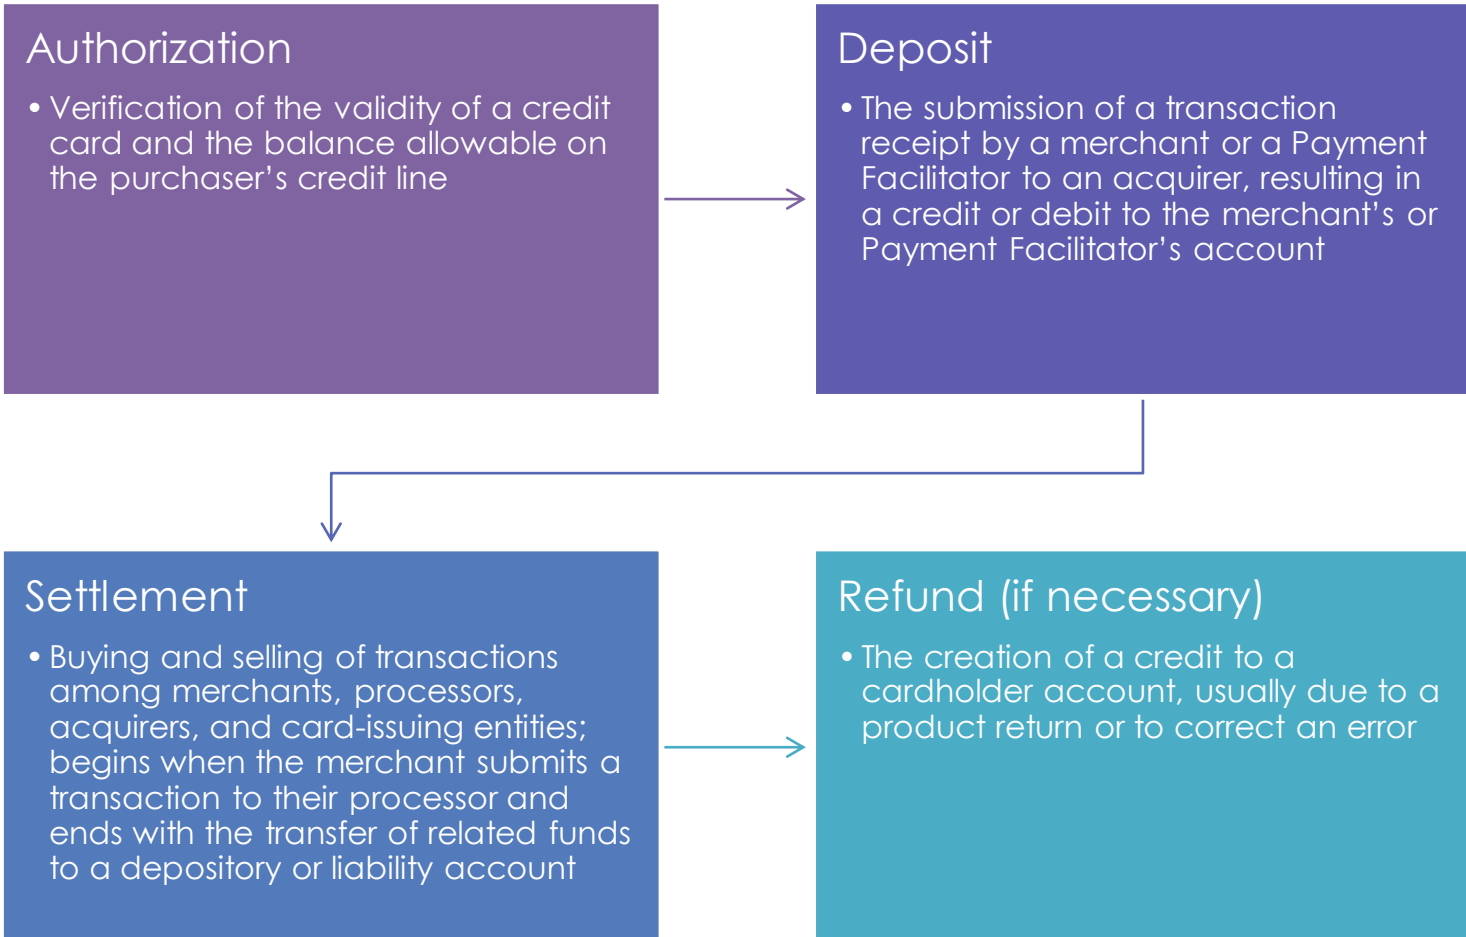 Authorization
• Verification of the validity of a credit
card and the balance allowable on
the purchaser’s credit line
Deposit
• The submission of a transaction
receipt by a merchant or a Payment
Facilitator to an acquirer, resulting in
a credit or debit to the merchant’s or
Payment Facilitator’s account
Settlement
• Buying and selling of transactions
among merchants, processors,
acquirers, and card-issuing entities;
begins when the merchant submits a
transaction to their processor and
ends with the transfer of related funds
to a depository or liability account
Refund (if necessary)
• The creation of a credit to a
cardholder account, usually due to a
product return or to correct an error